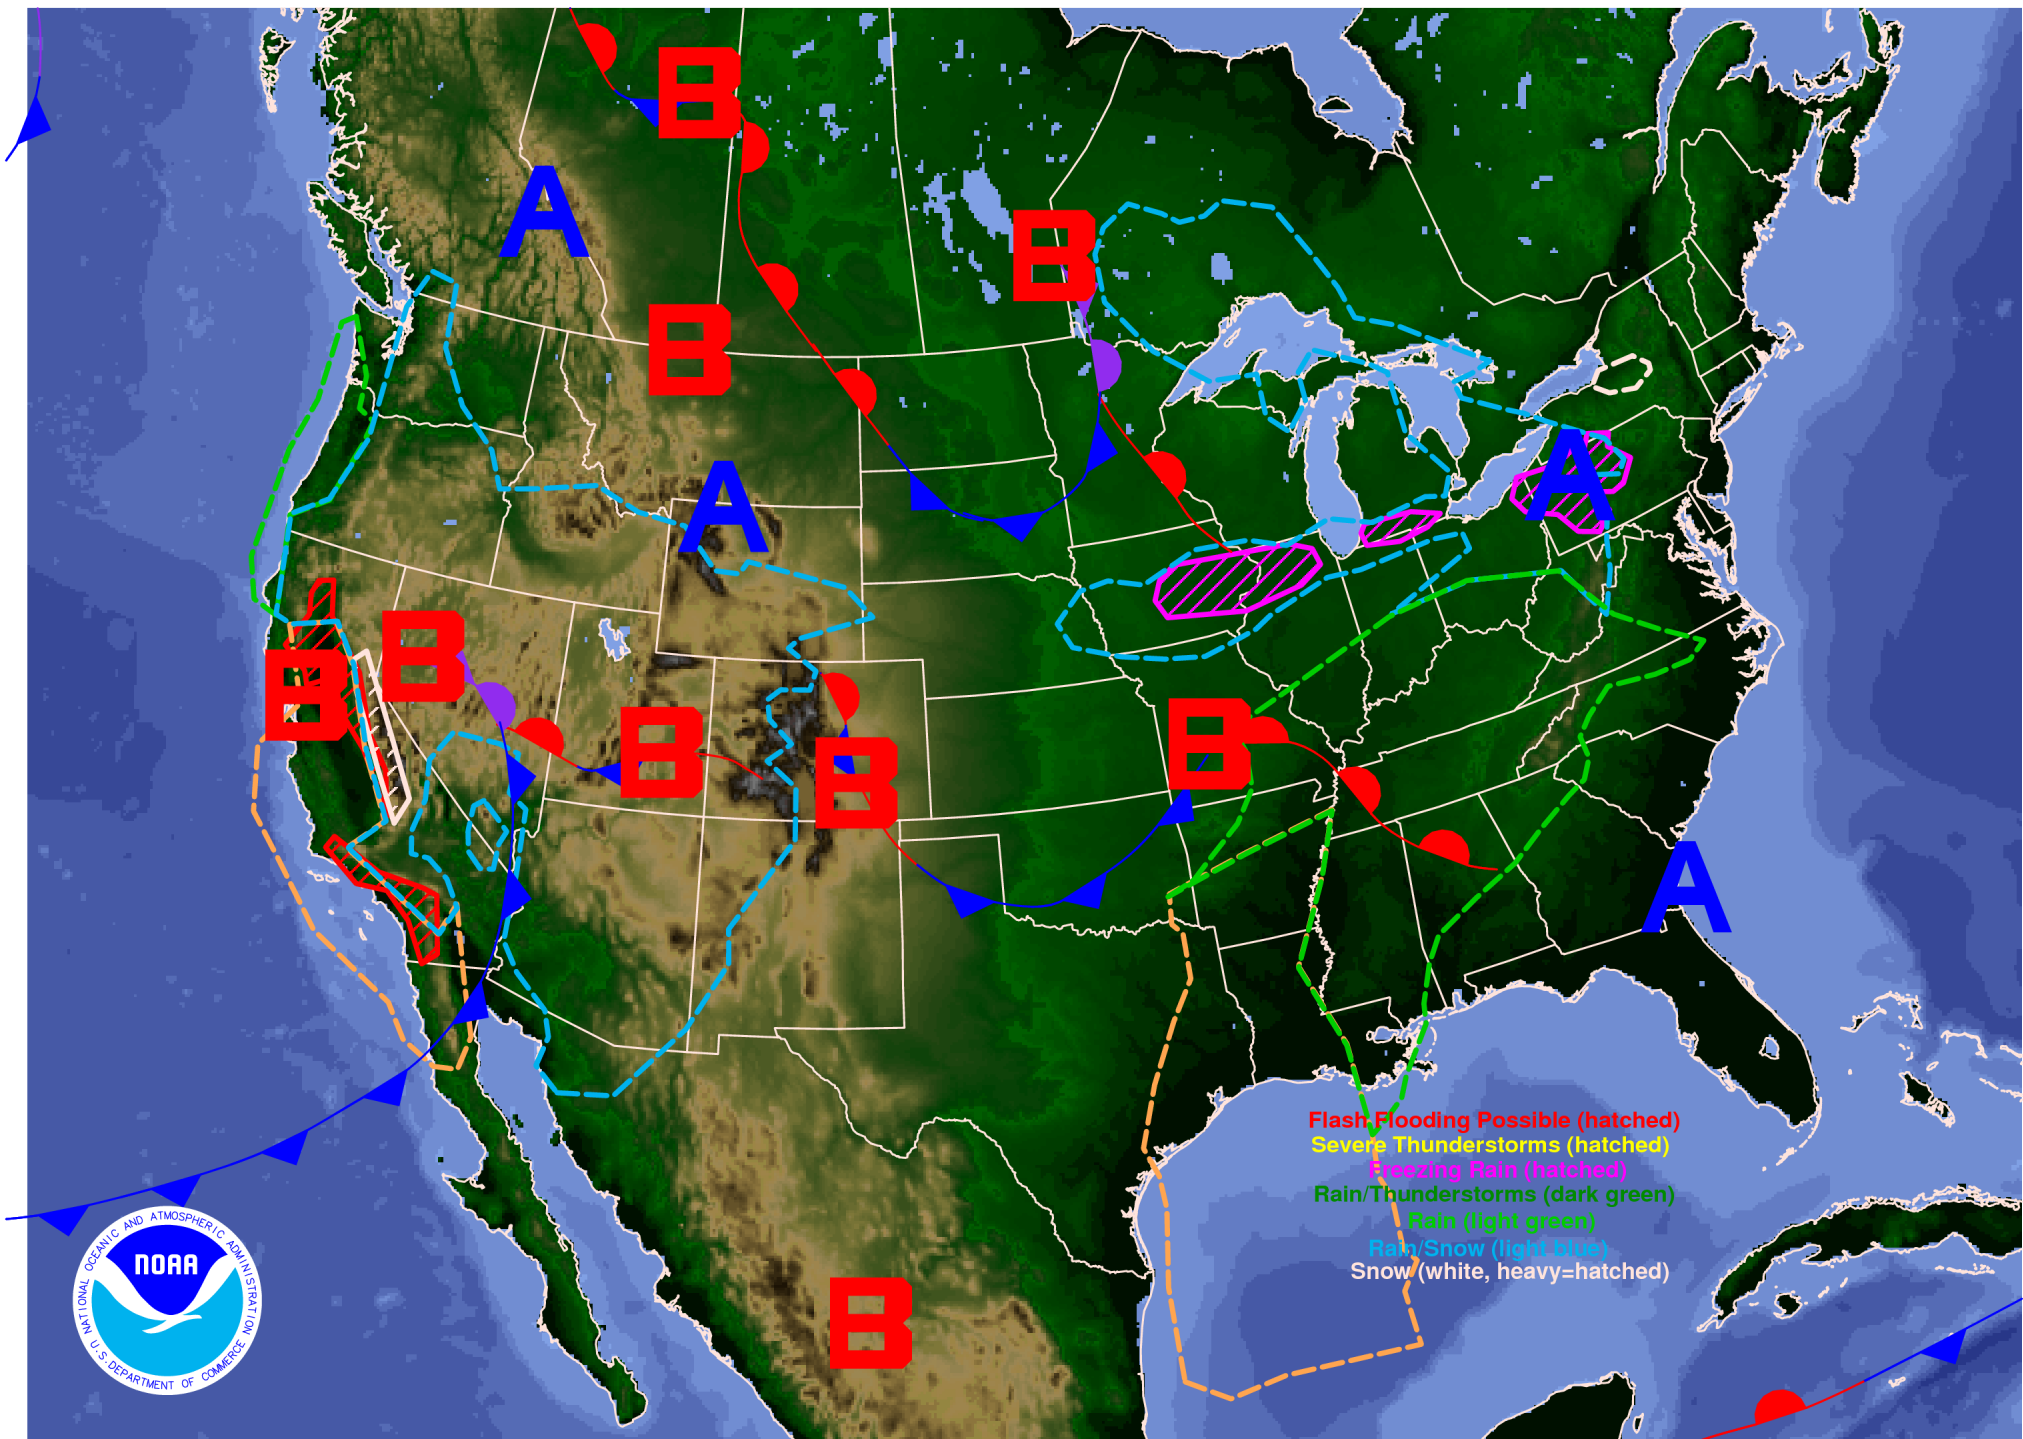 B
A
B
B
A
A
B
B
B
B
B
A
B
Flash Flooding Possible (hatched)
Severe Thunderstorms (hatched)
Freezing Rain (hatched)
Rain/Thunderstorms (dark green)
Rain (light green)
Rain/Snow (light blue)
Snow (white, heavy=hatched)
NATIONAL OCEANIC AND ATMOSPHERIC ADMINISTRATION
NOAA
U.S. DEPARTMENT OF COMMERCE
B